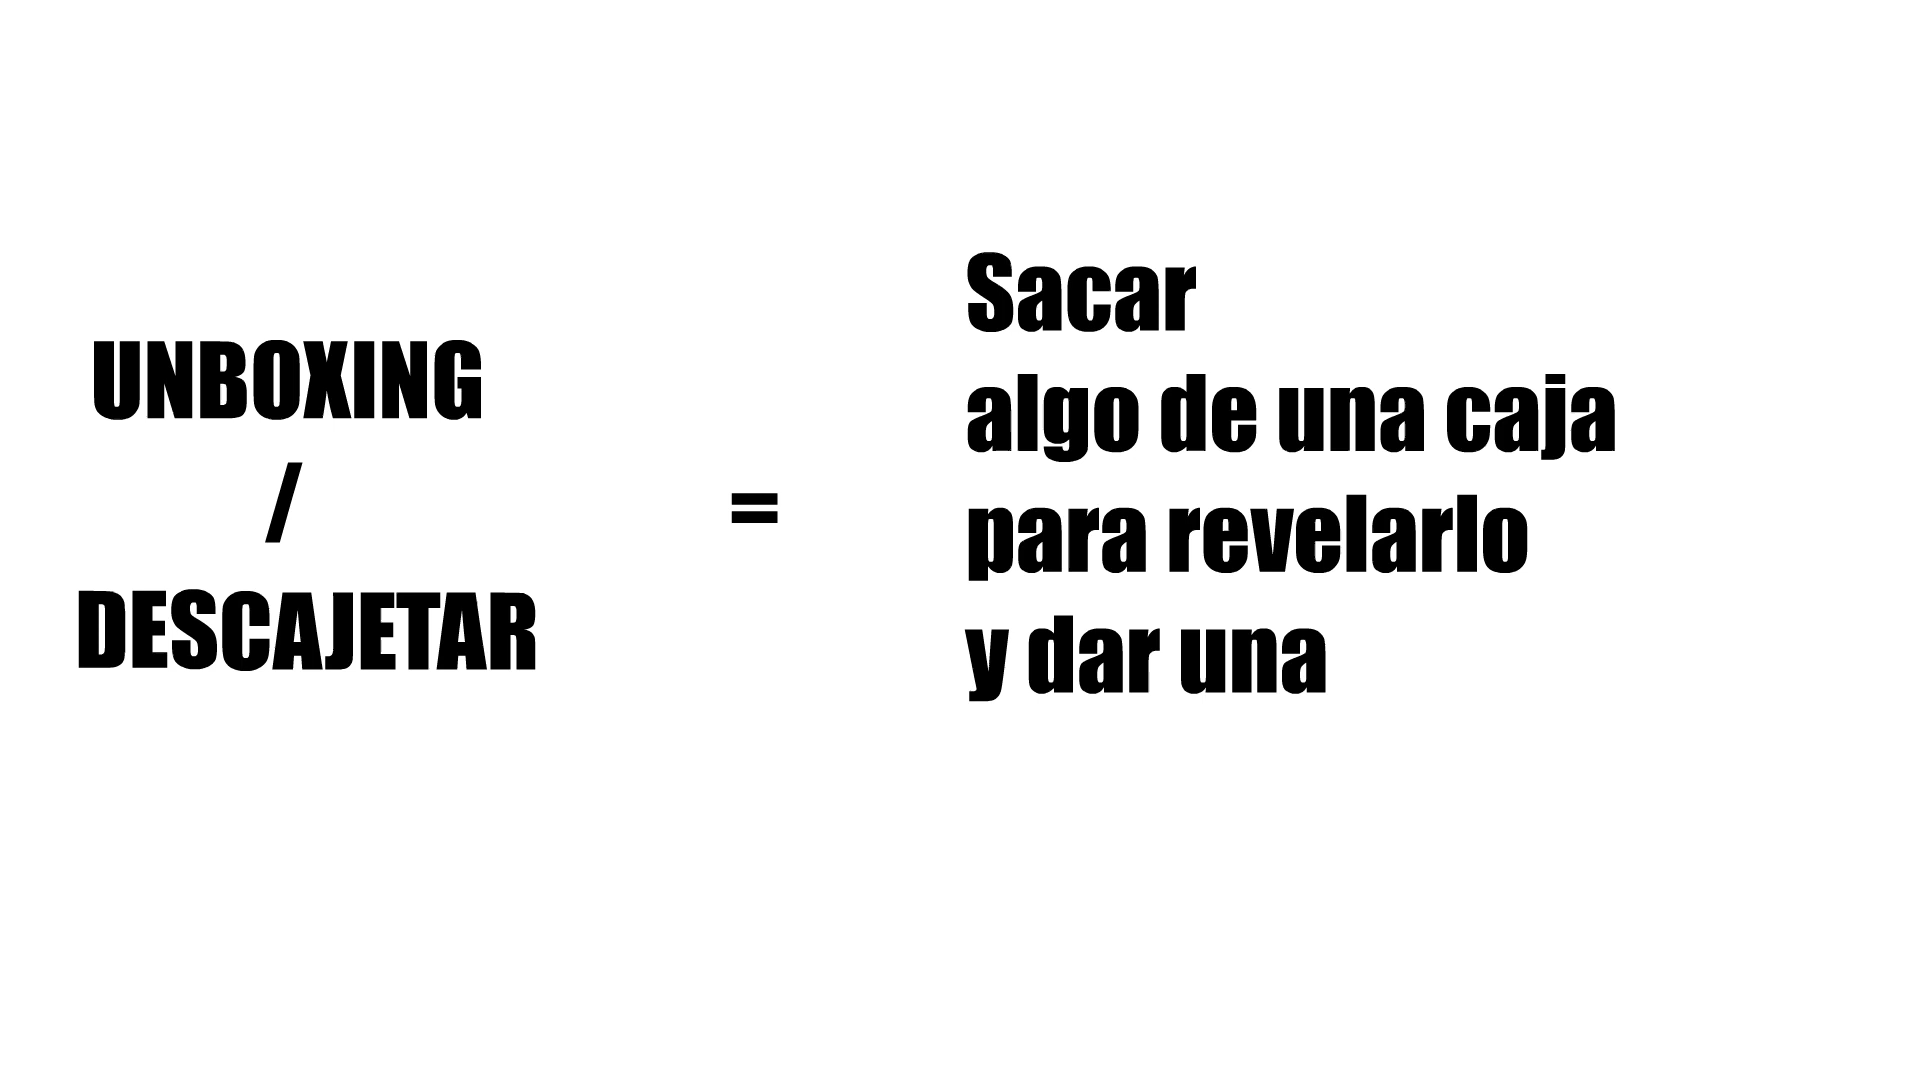 UNBOXING
/
DESCAJETAR
=
Sacar
algo de una caja
para revelarlo
y dar una